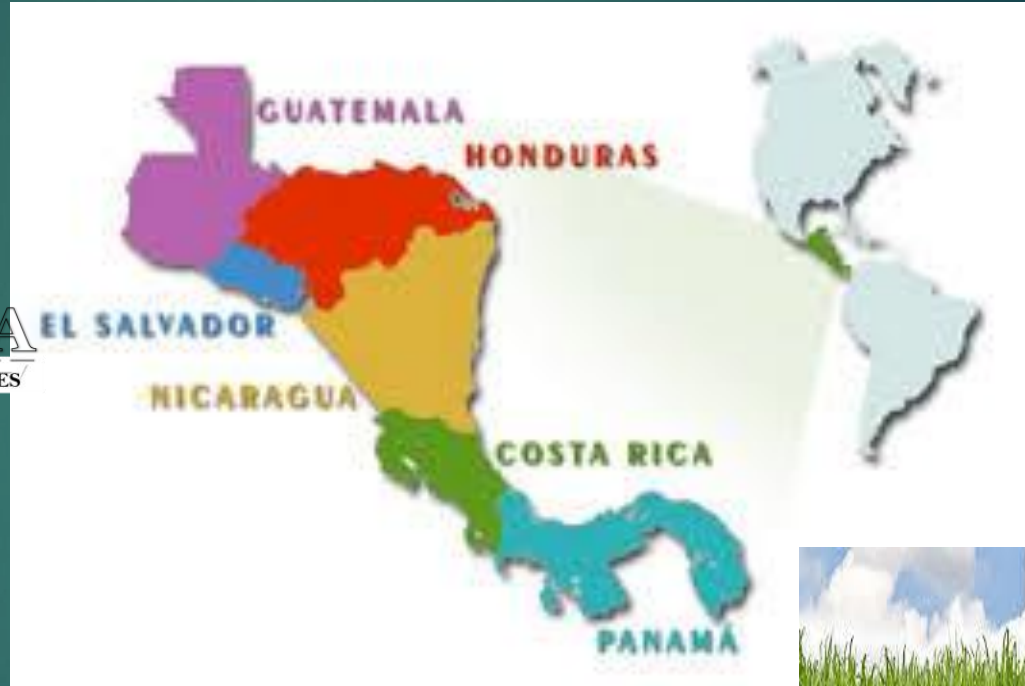 GUATEMALA
HONDURAS
EL SALVADOR
NICARAGUA
COSTA RICA
PANAMÁ